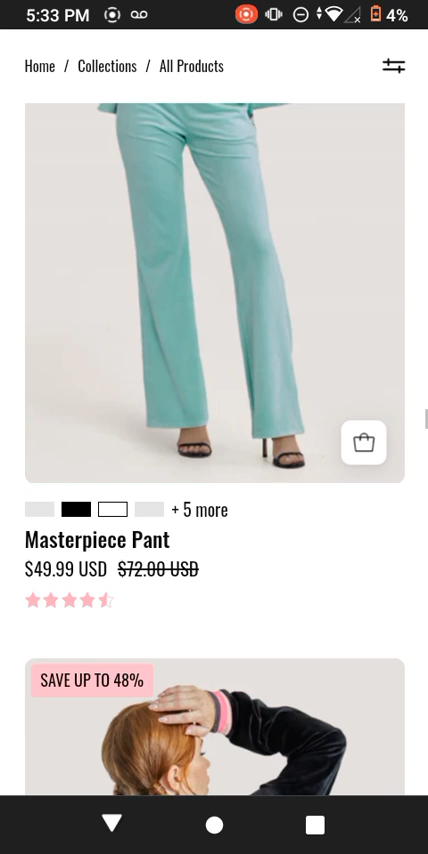 5:33 PM 4%
Home / Collections / All Products
+ 5 more
Masterpiece Pant
$49.99 USD $72.00 USD
SAVE UP TO 48%